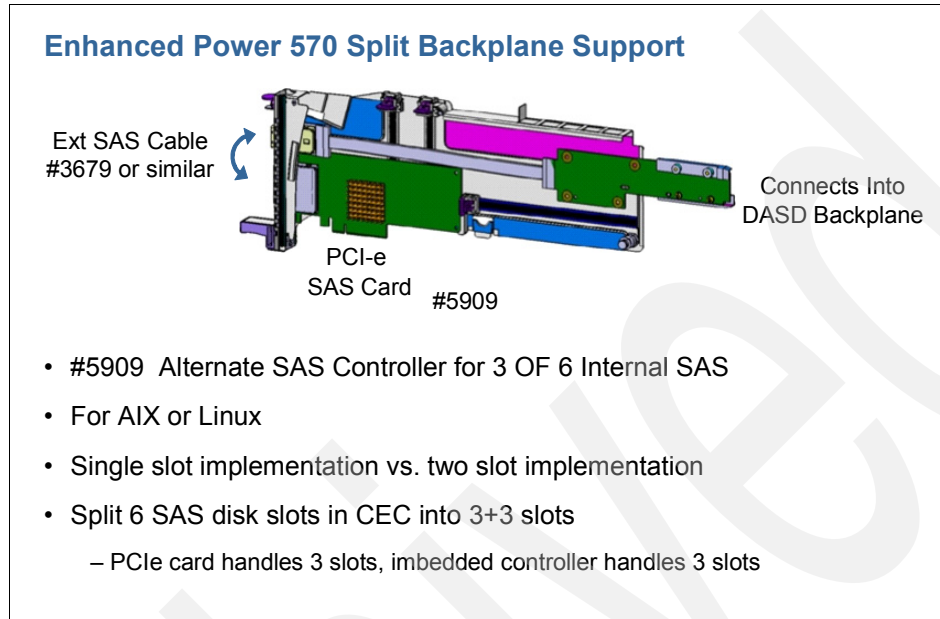 Enhanced Power 570 Split Backplane Support
Ext SAS Cable
#3679 or similar
Connects Into
DASD Backplane
PCI-e
SAS Card
#5909
• #5909 Alternate SAS Controller for 3 OF 6 Internal SAS
• For AIX or Linux
• Single slot implementation vs. two slot implementation
• Split 6 SAS disk slots in CEC into 3+3 slots
– PCIe card handles 3 slots, imbedded controller handles 3 slots